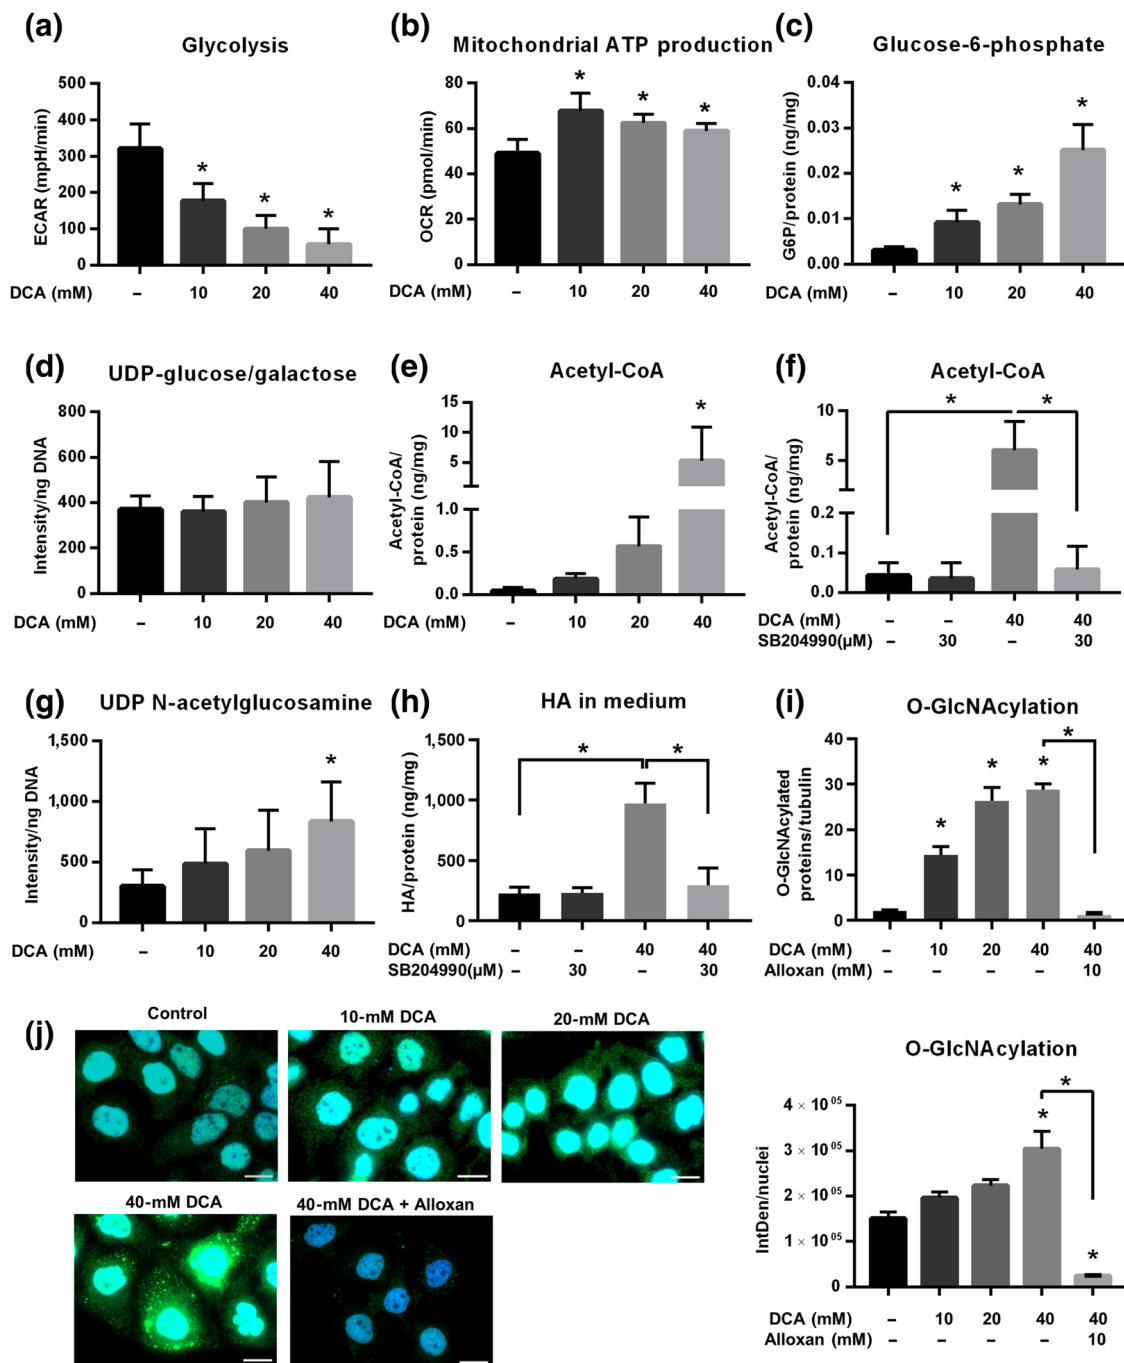 (a)
Glycolysis
ECAR (mpH/min)
500
400
300
200
100
0
*
*
*
DCA (mM) – 10 20 40
(b)
Mitochondrial ATP production
OCR (pmol/min)
80
60
40
20
0
*
*
*
DCA (mM) – 10 20 40
(c)
Glucose-6-phosphate
G6P/protein (ng/mg)
0.04
0.03
0.02
0.01
0.00
*
*
*
DCA (mM) – 10 20 40
(d)
UDP-glucose/galactose
Intensity/ng DNA
800
600
400
200
0
DCA (mM) – 10 20 40
(e)
Acetyl-CoA
Acetyl-CoA/
protein (ng/mg)
15
10
5
1.0
0.5
0.0
*
DCA (mM) – 10 20 40
(f)
Acetyl-CoA
Acetyl-CoA/
protein (ng/mg)
10
5
0.2
0.1
0.0
*
*
DCA (mM) – – 40 40
SB204990(µM) – 30 – 30
(g)
UDP N-acetylglucosamine
Intensity/ng DNA
1,500
1,000
500
0
*
DCA (mM) – 10 20 40
(h)
HA in medium
HA/protein (ng/mg)
1,500
1,000
500
0
*
*
DCA (mM) – – 40 40
SB204990(µM) – 30 – 30
(i)
O-GlcNAcylation
O-GlcNAcylated
proteins/tubulin
40
30
20
10
0
*
*
*
*
DCA (mM) – 10 20 40 40
Alloxan (mM) – – – – 10
(j)
Control
10-mM DCA
20-mM DCA
40-mM DCA
40-mM DCA + Alloxan
O-GlcNAcylation
IntDen/nuclei
4 × 10⁰⁵
3 × 10⁰⁵
2 × 10⁰⁵
1 × 10⁰⁵
0
*
*
*
DCA (mM) – 10 20 40 40
Alloxan (mM) – – – – 10